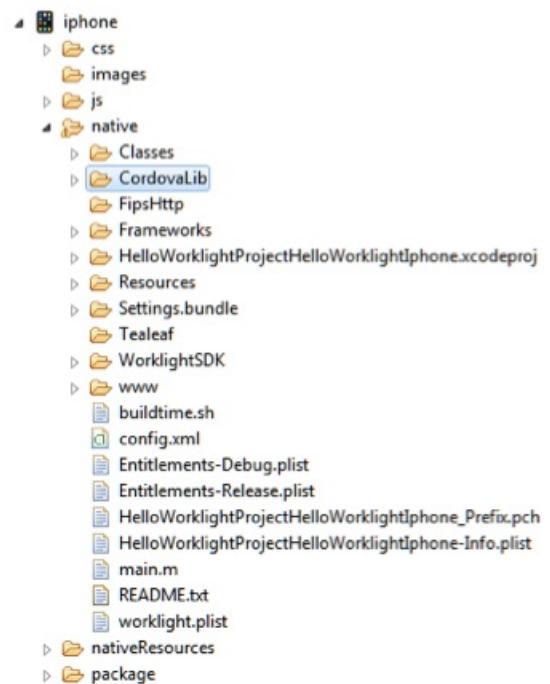 iphone
css
images
js
native
Classes
CordovaLib
FipsHttp
Frameworks
HelloWorklightProjectHelloWorklightIphone.xcodeproj
Resources
Settings.bundle
Tealeaf
WorklightSDK
www
buildtime.sh
config.xml
Entitlements-Debug.plist
Entitlements-Release.plist
HelloWorklightProjectHelloWorklightIphone_Prefix.pch
HelloWorklightProjectHelloWorklightIphone-Info.plist
main.m
README.txt
worklight.plist
nativeResources
package